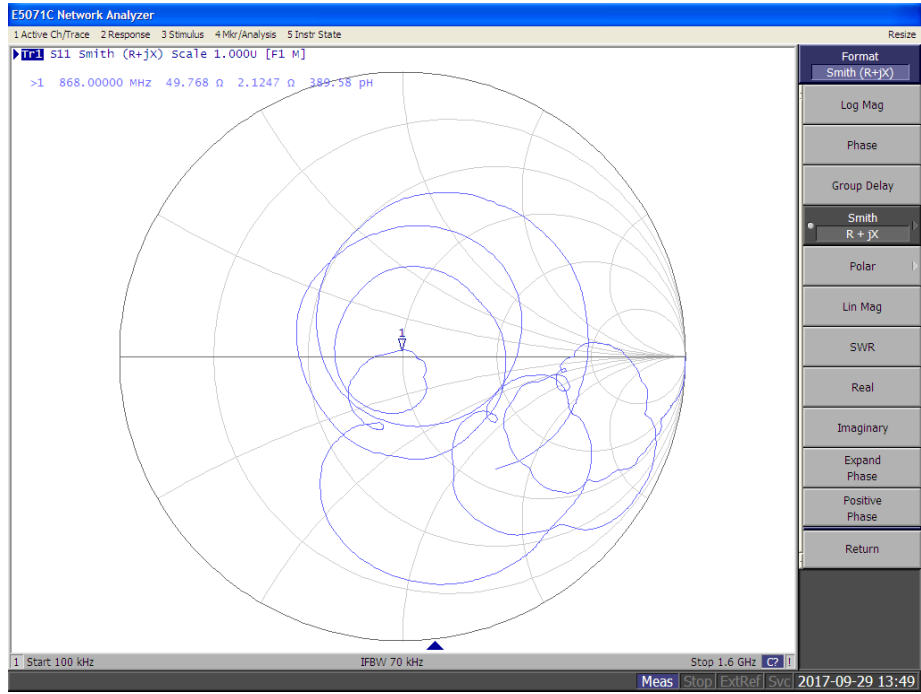 E5071C Network Analyzer
1 Active Ch/Trace 2 Response 3 Stimulus 4 Mkr/Analysis 5 Instr State Resize
Tr1 S11 Smith (R+jX) Scale 1.000U [F1 M]
>1 868.00000 MHz 49.768 Ω 2.1247 Ω 389.58 pH
1
Format
Smith (R+jX)
Log Mag
Phase
Group Delay
Smith
R + jX
Polar
Lin Mag
SWR
Real
Imaginary
Expand
Phase
Positive
Phase
Return
1 Start 100 kHz IFBW 70 kHz Stop 1.6 GHz C? !
Meas Stop ExtRef Svc 2017-09-29 13:49